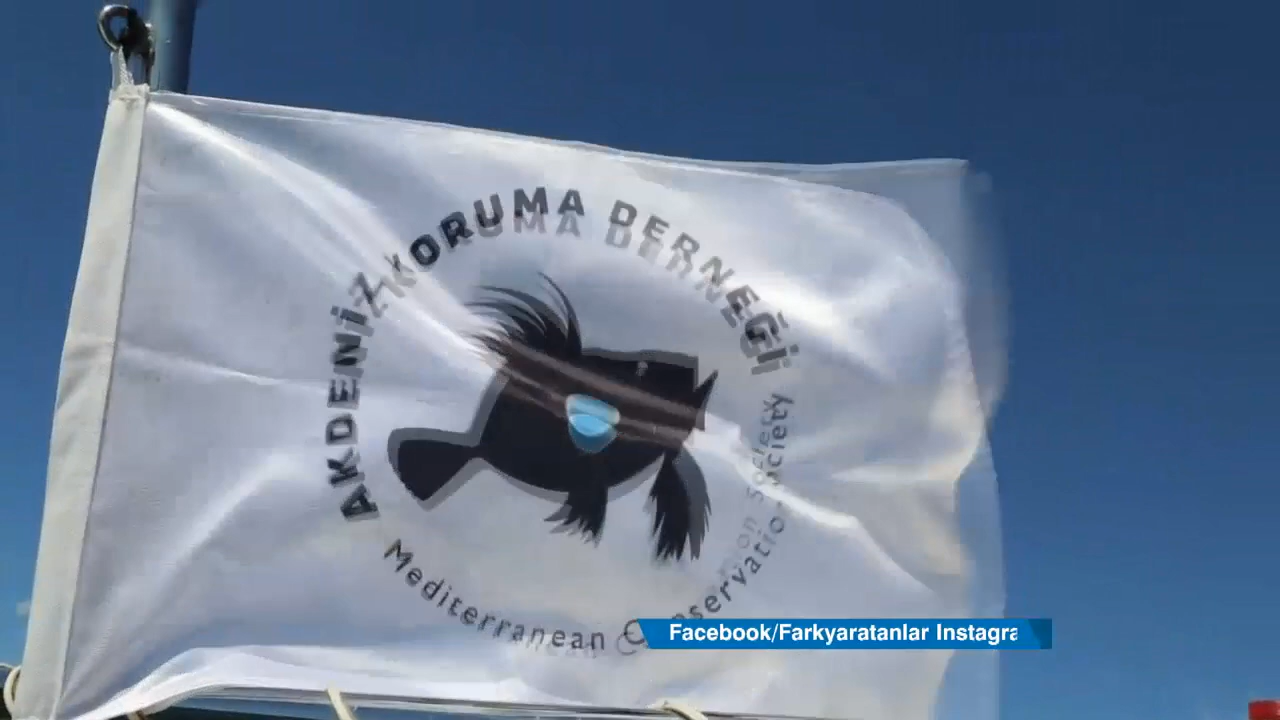 AKDENİZ KORUMA DERNEĞİ
Mediterranean Conservation Society
Facebook/Farkyaratanlar Instagra